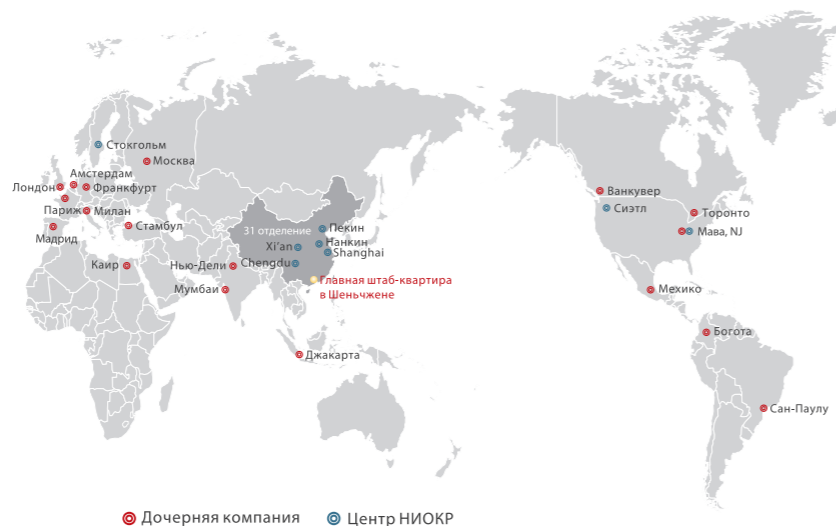 Стокгольм
Москва
Амстердам
Лондон
Франкфурт
Париж
Милан
Мадрид
Стамбул
Каир
Нью-Дели
Мумбаи
31 отделение
Пекин
Нанкин
Xi'an
Shanghai
Chengdu
Главная штаб-квартира
в Шеньчжене
Джакарта
Ванкувер
Сиэтл
Торонто
Мава, NJ
Мехико
Богота
Сан-Паулу
Дочерняя компания
Центр НИОКР